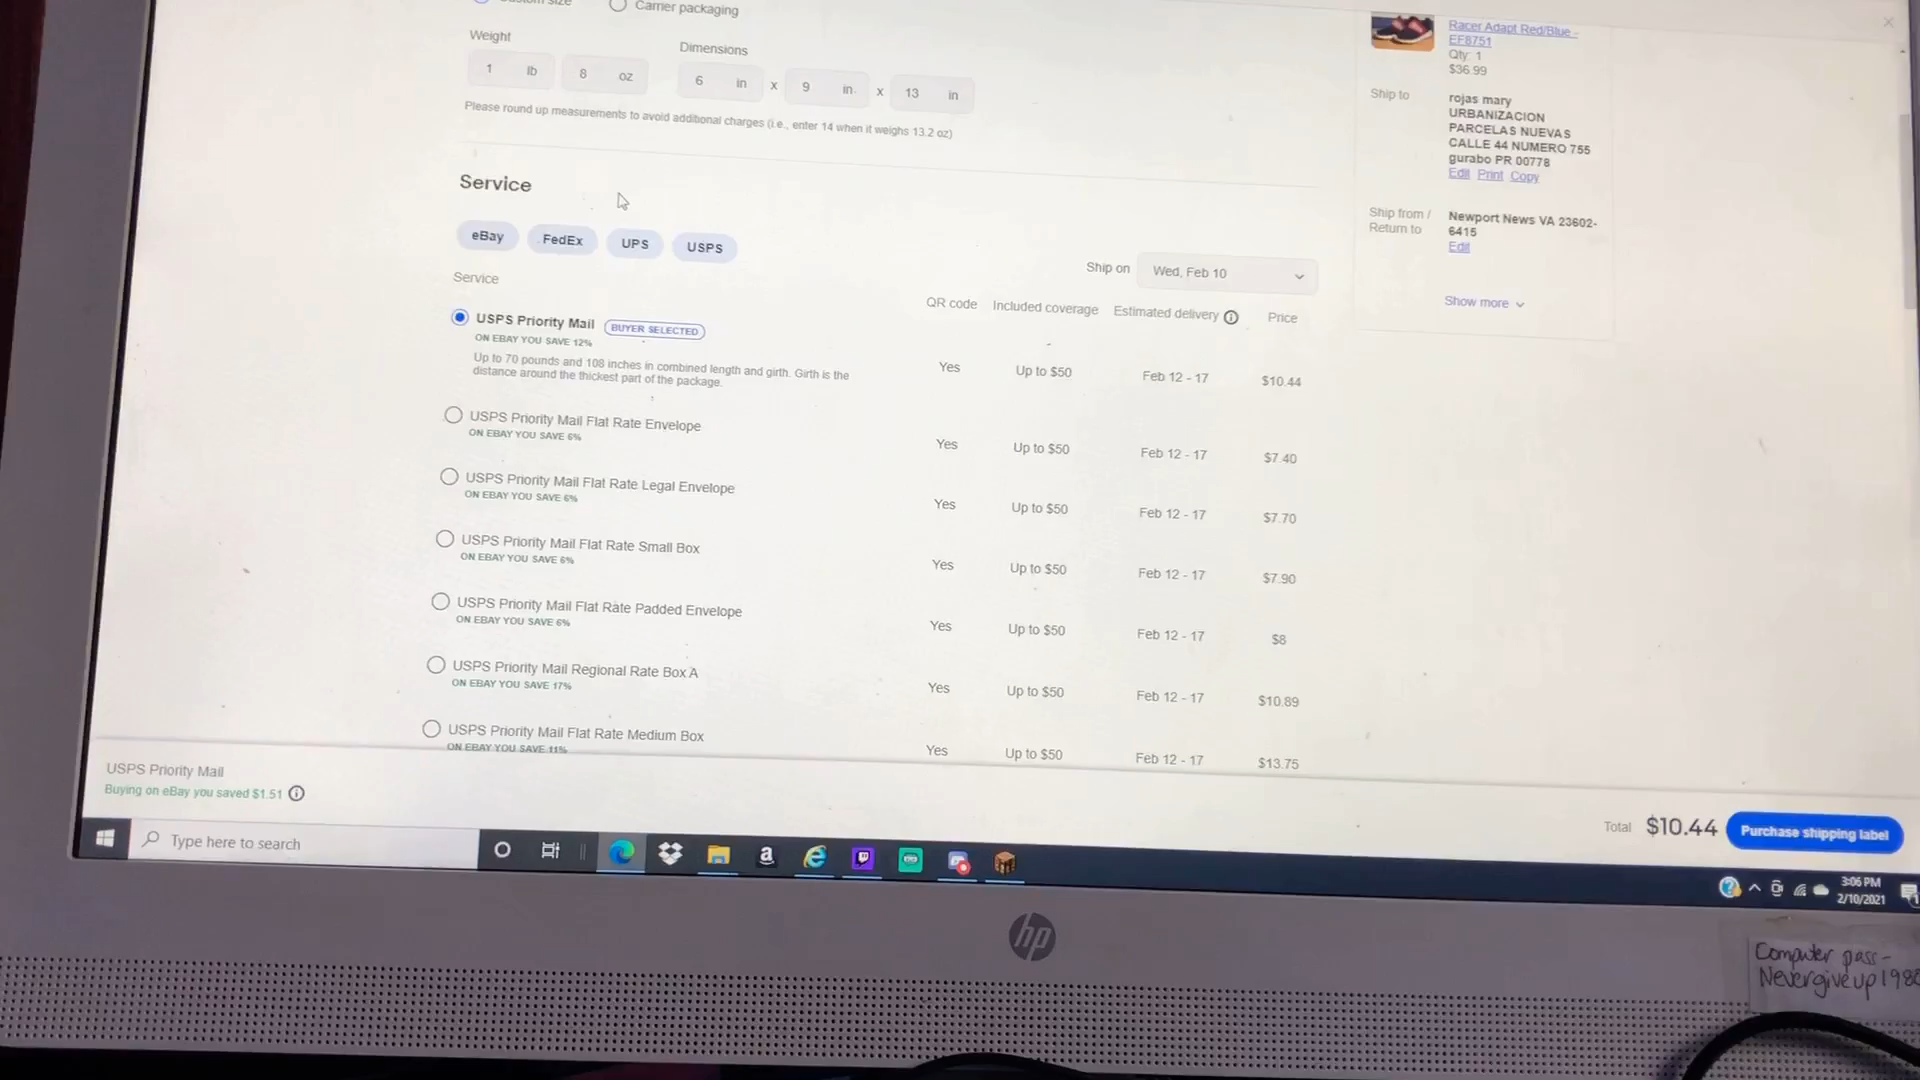 Custom size
Carrier packaging
Weight
Dimensions
1 lb 8 oz 6 in x 9 in x 13 in
Please round up measurements to avoid additional charges (i.e., enter 14 when it weighs 13.2 oz)
Service
eBay FedEx UPS USPS
Ship on Wed, Feb 10
Service QR code Included coverage Estimated delivery Price
USPS Priority Mail BUYER SELECTED
ON EBAY YOU SAVE 12%
Up to 70 pounds and 108 inches in combined length and girth. Girth is the
distance around the thickest part of the package.
Yes Up to $50 Feb 12 - 17 $10.44
USPS Priority Mail Flat Rate Envelope
ON EBAY YOU SAVE 6%
Yes Up to $50 Feb 12 - 17 $7.40
USPS Priority Mail Flat Rate Legal Envelope
ON EBAY YOU SAVE 6%
Yes Up to $50 Feb 12 - 17 $7.70
USPS Priority Mail Flat Rate Small Box
ON EBAY YOU SAVE 6%
Yes Up to $50 Feb 12 - 17 $7.90
USPS Priority Mail Flat Rate Padded Envelope
ON EBAY YOU SAVE 6%
Yes Up to $50 Feb 12 - 17 $8
USPS Priority Mail Regional Rate Box A
ON EBAY YOU SAVE 17%
Yes Up to $50 Feb 12 - 17 $10.89
USPS Priority Mail Flat Rate Medium Box
ON EBAY YOU SAVE 11%
Yes Up to $50 Feb 12 - 17 $13.75
Racer Adapt Red/Blue -
EF8751
Qty: 1
$36.99
Ship to
rojas mary
URBANIZACION
PARCELAS NUEVAS
CALLE 44 NUMERO 755
gurabo PR 00778
Edit Print Copy
Ship from /
Return to
Newport News VA 23602-
6415
Edit
Show more
USPS Priority Mail
Buying on eBay you saved $1.51
Total $10.44 Purchase shipping label
Type here to search
3:06 PM
2/10/2021
hp
Computer pass -
Nevergiveup1980